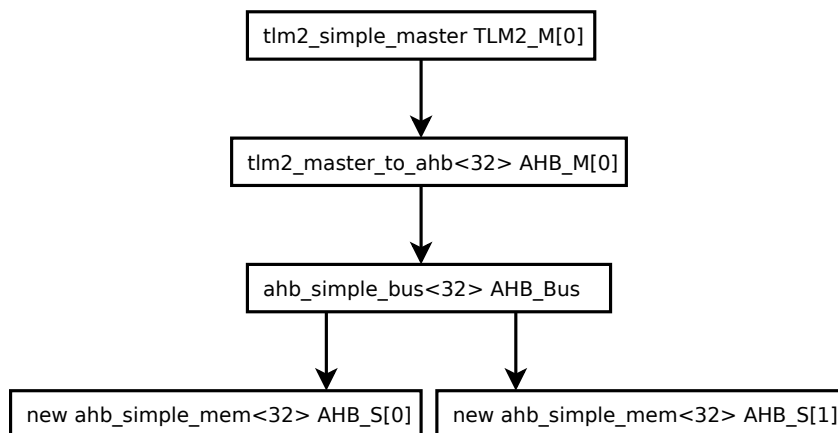 tlm2_simple_master TLM2_M[0]
tlm2_master_to_ahb<32> AHB_M[0]
ahb_simple_bus<32> AHB_Bus
new ahb_simple_mem<32> AHB_S[0]
new ahb_simple_mem<32> AHB_S[1]